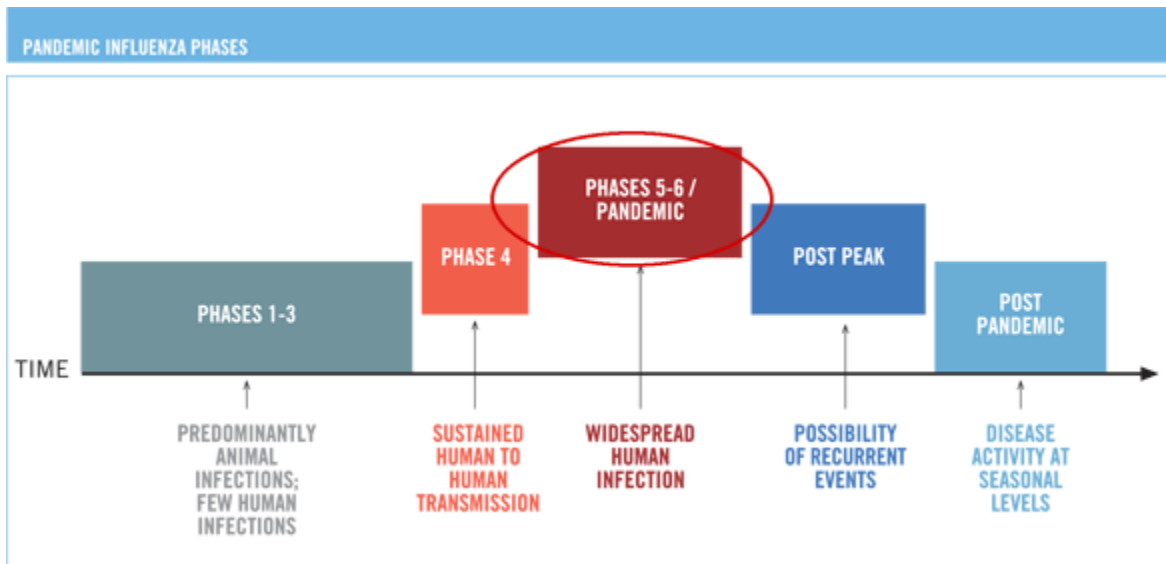 PANDEMIC INFLUENZA PHASES
PHASES 1-3
PHASE 4
PHASES 5-6 /
PANDEMIC
POST PEAK
POST
PANDEMIC
TIME
PREDOMINANTLY
ANIMAL
INFECTIONS;
FEW HUMAN
INFECTIONS
SUSTAINED
HUMAN TO
HUMAN
TRANSMISSION
WIDESPREAD
HUMAN
INFECTION
POSSIBILITY
OF RECURRENT
EVENTS
DISEASE
ACTIVITY AT
SEASONAL
LEVELS